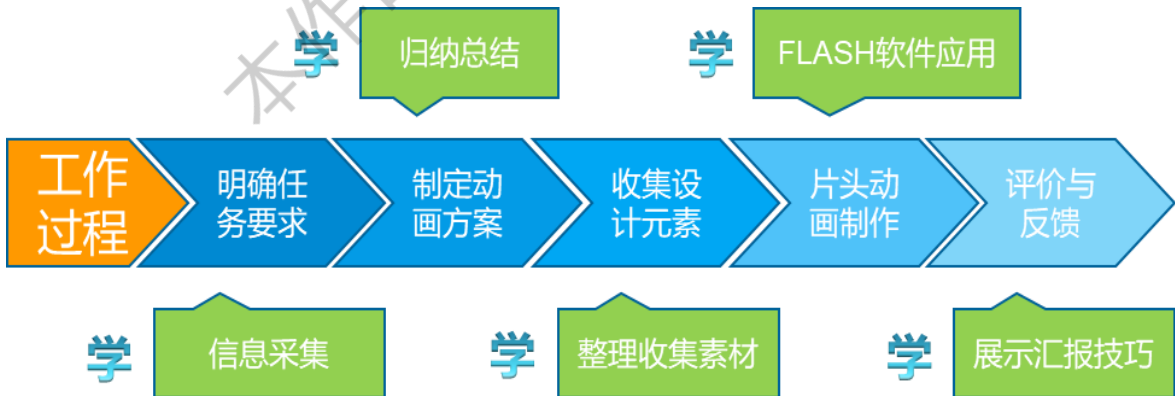 本作
学
归纳总结
学
FLASH软件应用
工作
过程
明确任
务要求
制定动
画方案
收集设
计元素
片头动
画制作
评价与
反馈
学
信息采集
学
整理收集素材
学
展示汇报技巧